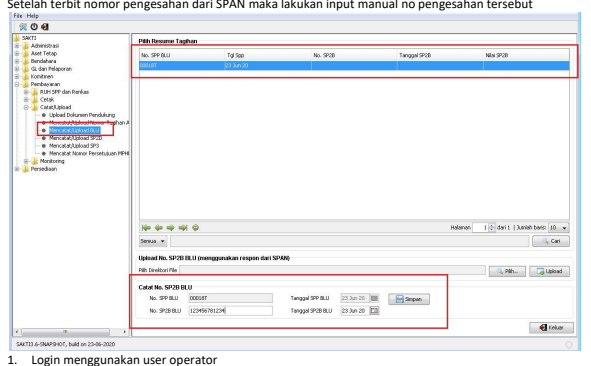 Setelah terbit nomor pengesahan dari SPAN maka lakukan input manual no pengesahan tersebut
File Help
SAKTI
Administrasi
Aset Tetap
Bendahara
GL dan Pelaporan
Komitmen
Pembayaran
RUH SPP dan Renkas
Cetak
Catat/Upload
Upload Dokumen Pendukung
Mencatat/Upload Nomor Tagihan A
Mencatat/Upload BLU
Mencatat/Upload SP2D
Mencatat/Upload SP3
Mencatat Nomor Persetujuan MPHI
Monitoring
Persediaan
Pilih Resume Tagihan
No. SPP BLU Tgl Spp No. SP2B Tanggal SP2B Nilai SP2B
00018T 23 Jun 20
Halaman 1 dari 1 | Jumlah baris: 10
Semua Cari
Upload No. SP2B BLU (menggunakan respon dari SPAN)
Pilih Direktori File Pilih... Upload
Catat No. SP2B BLU
No. SPP BLU 00018T Tanggal SPP BLU 23 Jun 20 Simpan
No. SP2B BLU 123456781234 Tanggal SP2B BLU 23 Jun 20
Keluar
SAKTI3.6-SNAPSHOT, build on 23-06-2020
1. Login menggunakan user operator